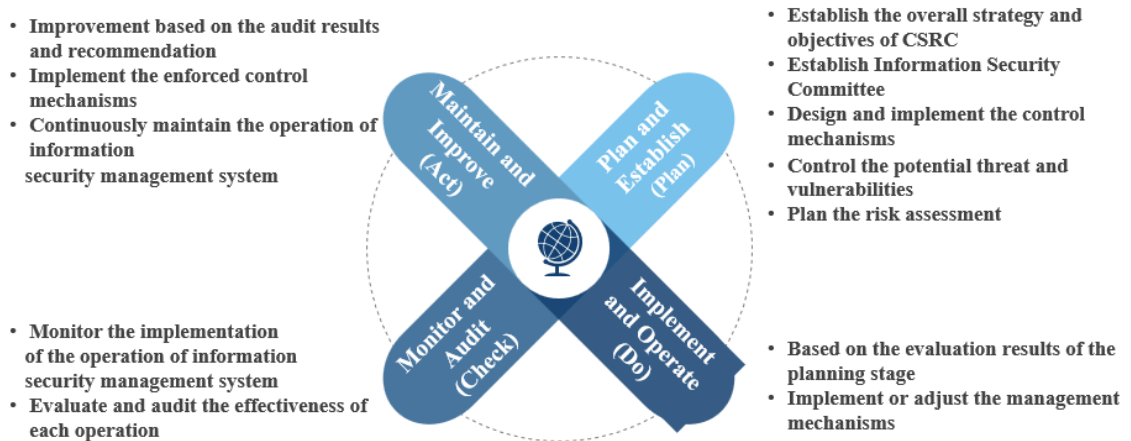 • Improvement based on the audit results
and recommendation
• Implement the enforced control
mechanisms
• Continuously maintain the operation of
information
security management system
Maintain and
Improve
(Act)
Plan and
Establish
(Plan)
• Establish the overall strategy and
objectives of CSRC
• Establish Information Security
Committee
• Design and implement the control
mechanisms
• Control the potential threat and
vulnerabilities
• Plan the risk assessment
• Monitor the implementation
of the operation of information
security management system
• Evaluate and audit the effectiveness of
each operation
Monitor and
Audit
(Check)
Implement
and Operate
(Do)
• Based on the evaluation results of the
planning stage
• Implement or adjust the management
mechanisms